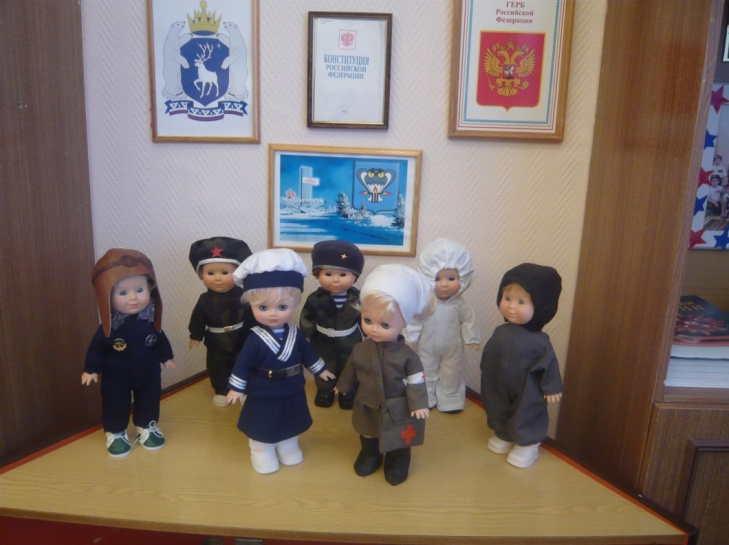 КОНСТИТУЦИЯ
РОССИЙСКОЙ
ФЕДЕРАЦИИ
ГЕРБ
Российской
Федерации